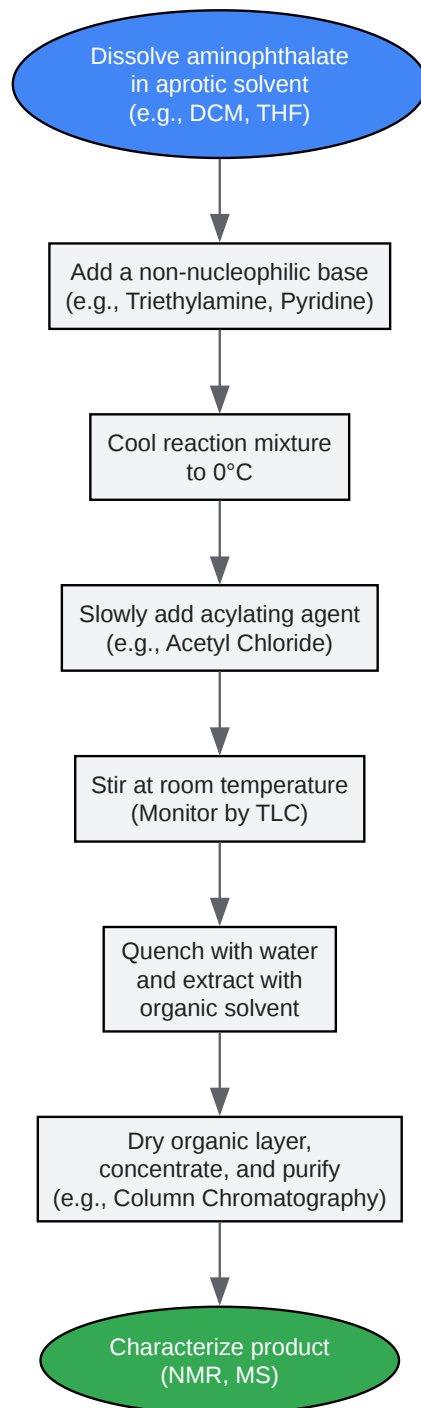 Dissolve aminophthalate
in aprotic solvent
(e.g., DCM, THF)
Add a non-nucleophilic base
(e.g., Triethylamine, Pyridine)
Cool reaction mixture
to 0°C
Slowly add acylating agent
(e.g., Acetyl Chloride)
Stir at room temperature
(Monitor by TLC)
Quench with water
and extract with
organic solvent
Dry organic layer,
concentrate, and purify
(e.g., Column Chromatography)
Characterize product
(NMR, MS)